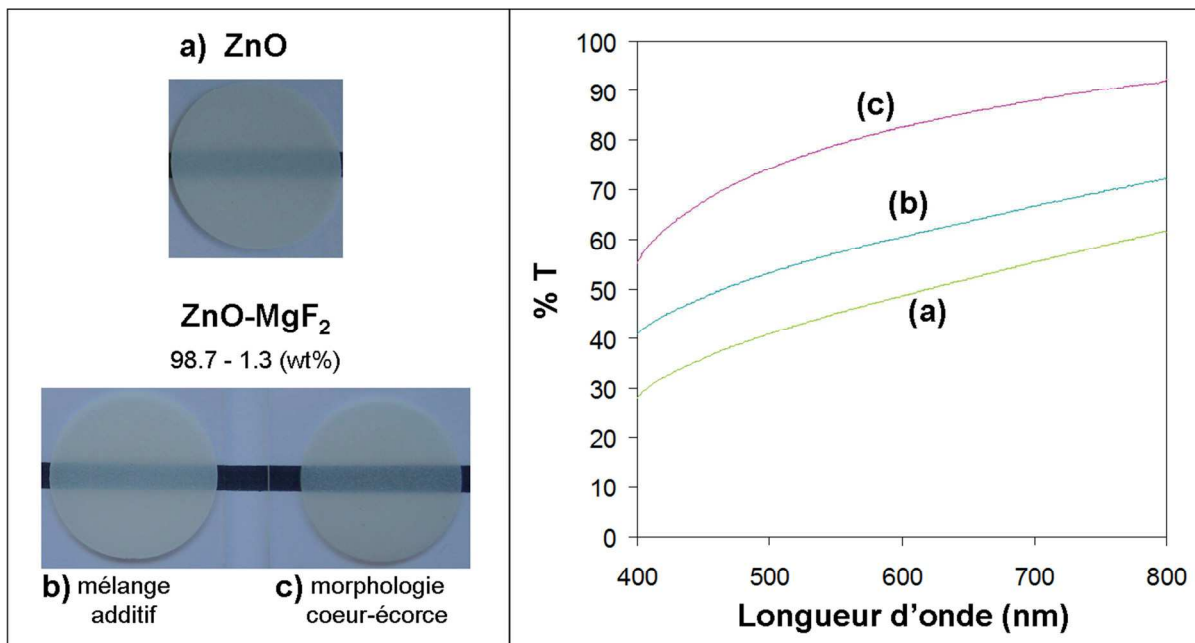 a) ZnO
ZnO-MgF₂
98.7 - 1.3 (wt%)
b) mélange
additif
c) morphologie
coeur-écorce
% T
100
90
80
70
60
50
40
30
20
10
0
(c)
(b)
(a)
400 500 600 700 800
Longueur d'onde (nm)